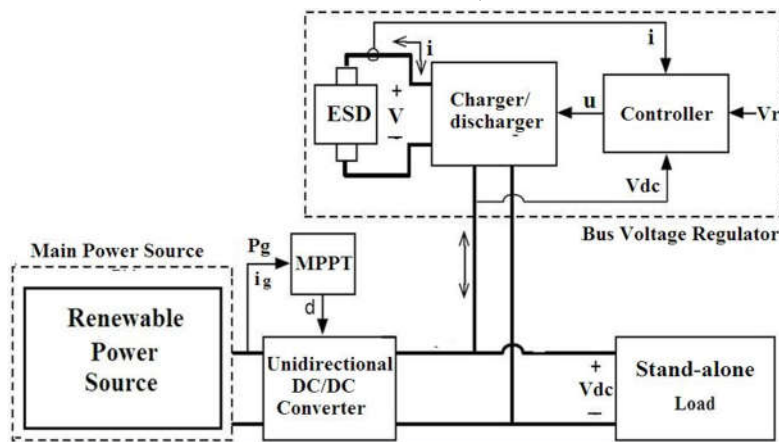 i
i
+
ESD
V
−
Charger/
discharger
u
Controller
Vr
Vdc
Bus Voltage Regulator
Main Power Source
Pg
ig
MPPT
d
Renewable
Power
Source
Unidirectional
DC/DC
Converter
+
Vdc
−
Stand-alone
Load